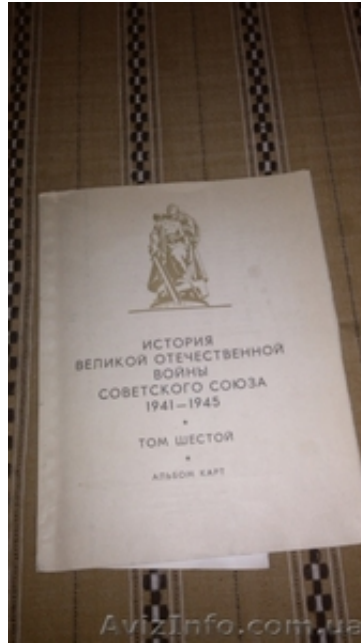 ИСТОРИЯ
ВЕЛИКОЙ ОТЕЧЕСТВЕННОЙ
ВОЙНЫ
СОВЕТСКОГО СОЮЗА
1941–1945
ТОМ ШЕСТОЙ
АЛЬБОМ КАРТ
AvizInfo.com.ua